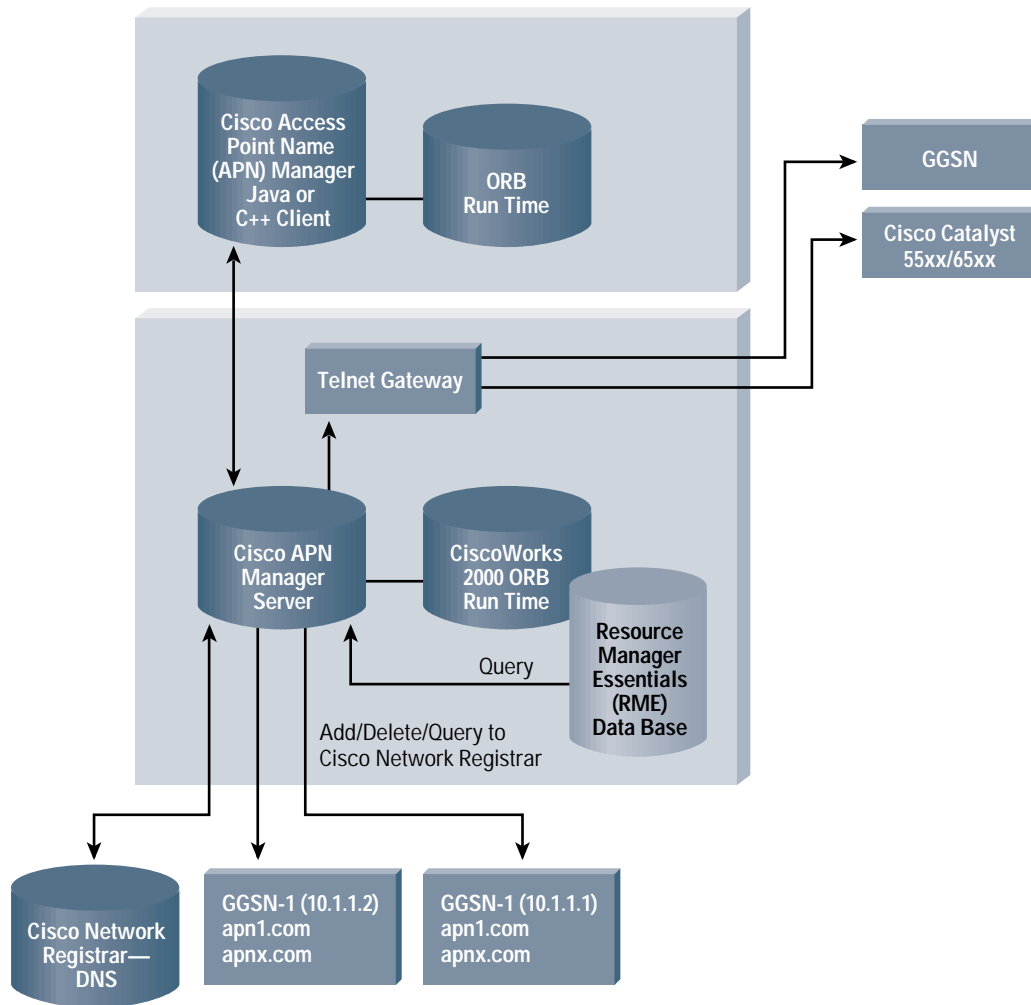 Cisco Access
Point Name
(APN) Manager
Java or
C++ Client
ORB
Run Time
GGSN
Cisco Catalyst
55xx/65xx
Telnet Gateway
Cisco APN
Manager
Server
CiscoWorks
2000 ORB
Run Time
Resource
Manager
Essentials
(RME)
Data Base
Query
Add/Delete/Query to
Cisco Network Registrar
Cisco Network
Registrar—
DNS
GGSN-1 (10.1.1.2)
apn1.com
apnx.com
GGSN-1 (10.1.1.1)
apn1.com
apnx.com